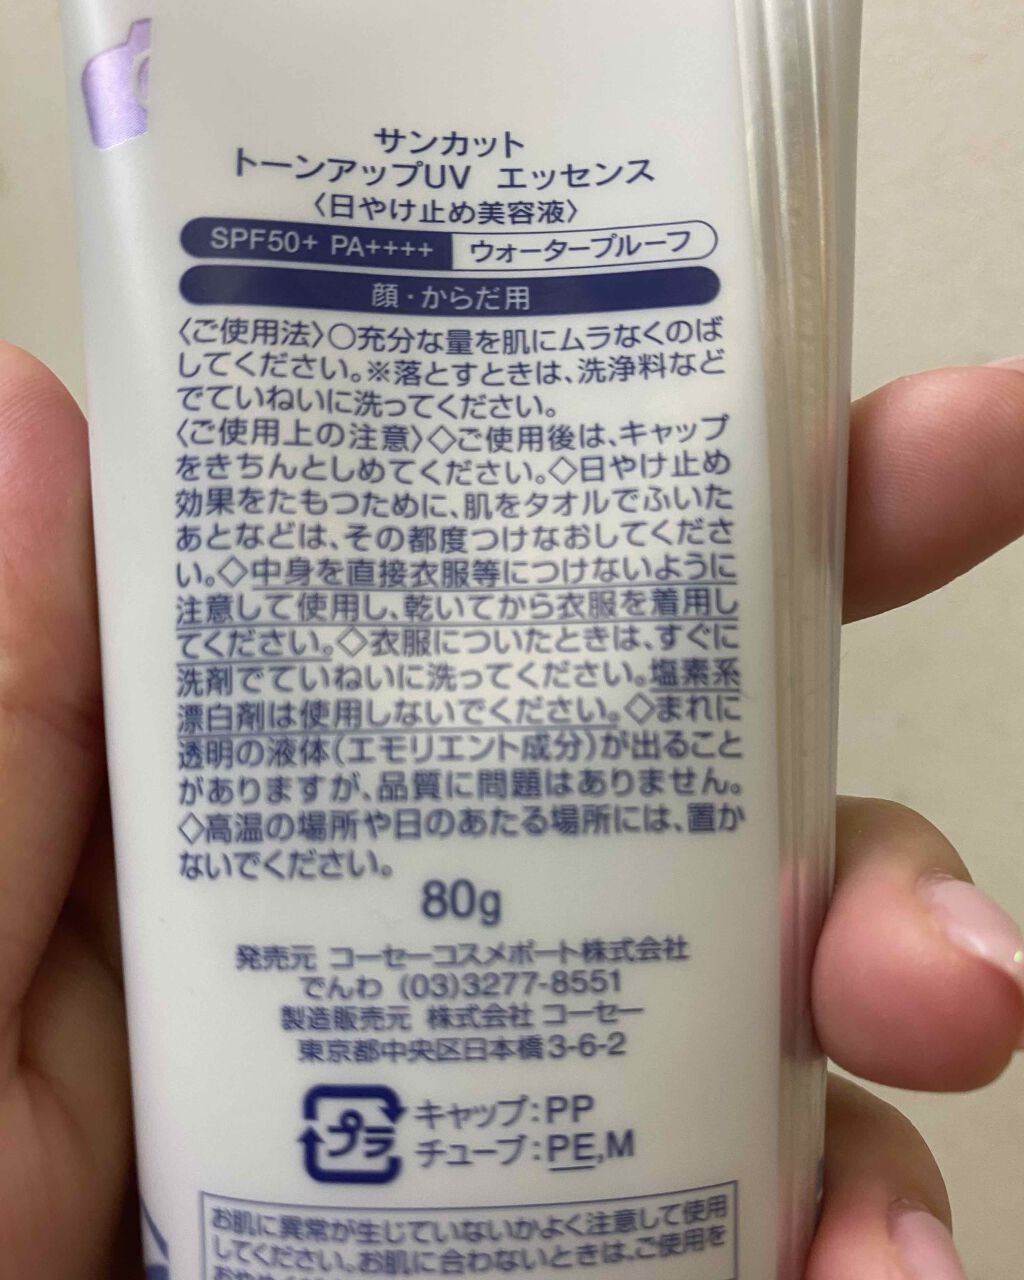 サンカット
トーンアップUV エッセンス
〈日やけ止め美容液〉
SPF50+ PA++++ ウォータープルーフ
顔・からだ用
〈ご使用法〉○充分な量を肌にムラなくのば
してください。※落とすときは、洗浄料など
でていねいに洗ってください。
〈ご使用上の注意〉◇ご使用後は、キャップ
をきちんとしめてください。◇日やけ止め
効果をたもつために、肌をタオルでふいた
あとなどは、その都度つけなおしてくださ
い。◇中身を直接衣服等につけないように
注意して使用し、乾いてから衣服を着用し
てください。◇衣服についたときは、すぐに
洗剤でていねいに洗ってください。塩素系
漂白剤は使用しないでください。◇まれに
透明の液体(エモリエント成分)が出ること
がありますが、品質に問題はありません。
◇高温の場所や日のあたる場所には、置か
ないでください。
80g
発売元 コーセーコスメポート株式会社
でんわ (03)3277-8551
製造販売元 株式会社 コーセー
東京都中央区日本橋3-6-2
プラ キャップ:PP
チューブ:PE,M
お肌に異常が生じていないかよく注意して使用
してください。お肌に合わないときは、ご使用を